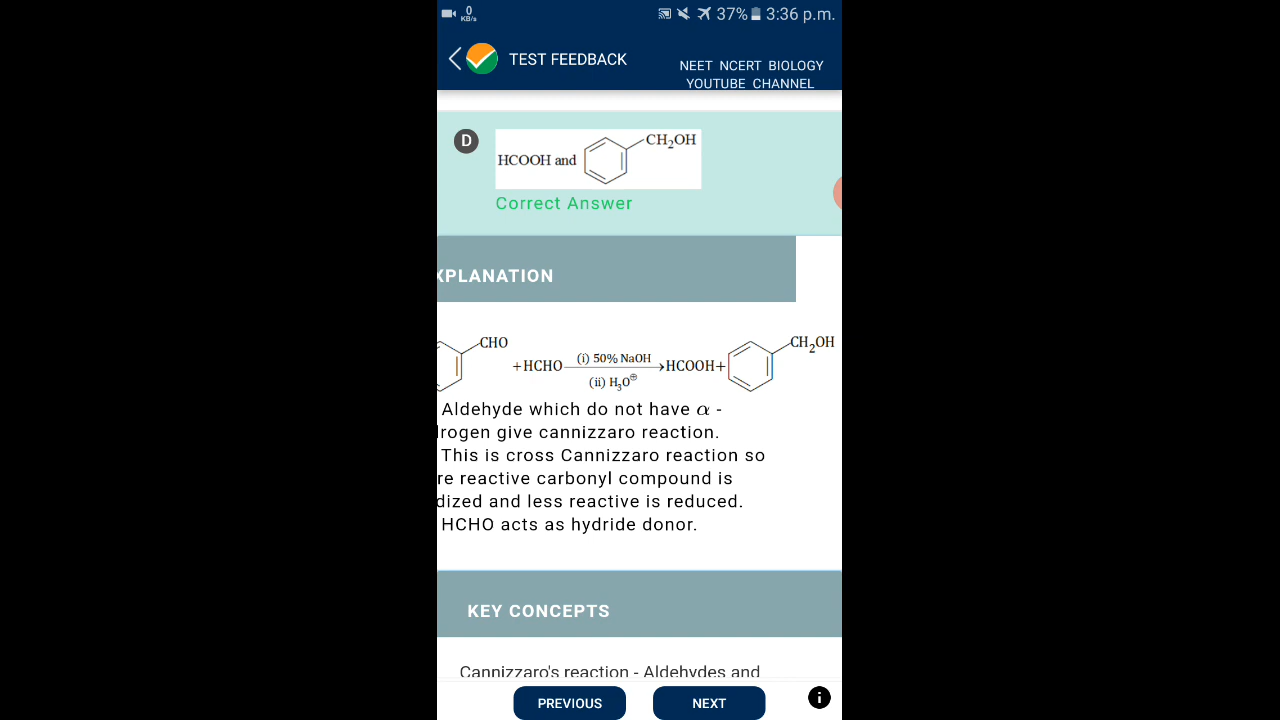 0
KB/s
37% 3:36 p.m.
TEST FEEDBACK
NEET NCERT BIOLOGY
YOUTUBE CHANNEL
D
HCOOH and
CH₂OH
Correct Answer
XPLANATION
CHO
+HCHO (i) 50% NaOH → HCOOH+
(ii) H₃O⊕
CH₂OH
Aldehyde which do not have α -
rogen give cannizzaro reaction.
This is cross Cannizzaro reaction so
re reactive carbonyl compound is
dized and less reactive is reduced.
HCHO acts as hydride donor.
KEY CONCEPTS
Cannizzaro's reaction - Aldehydes and
PREVIOUS
NEXT
i